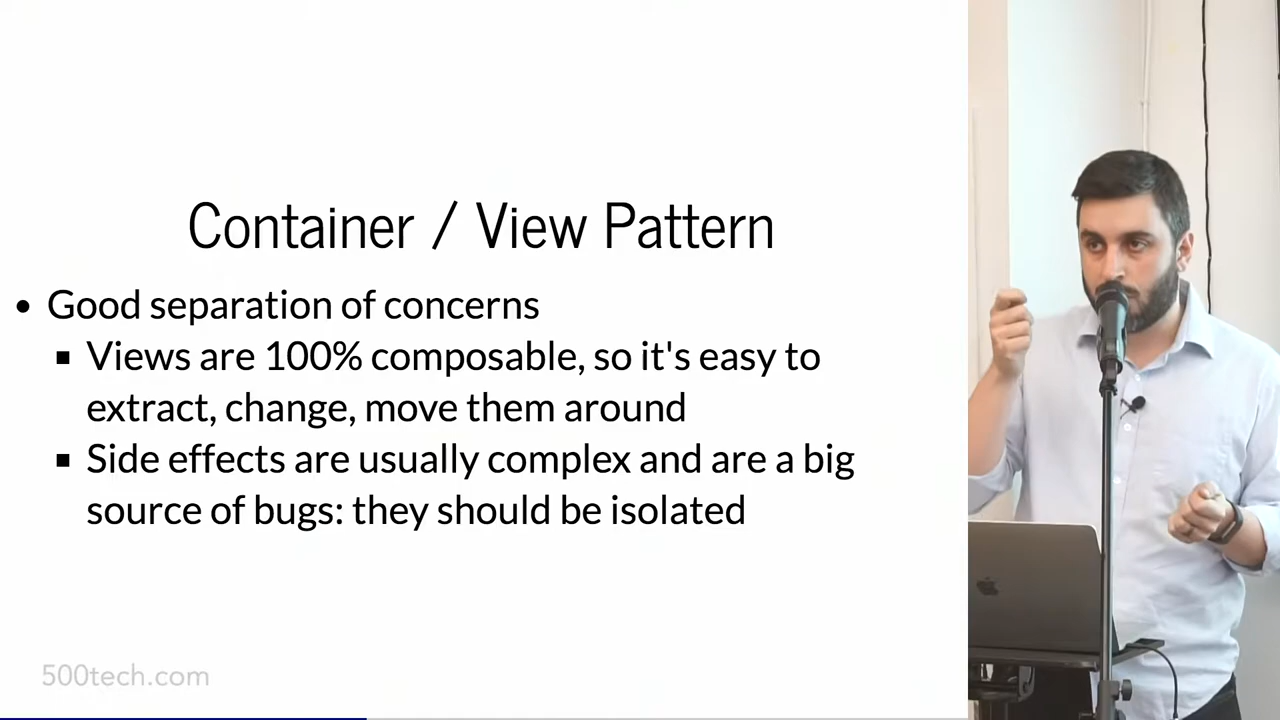 Container / View Pattern
• Good separation of concerns
▪ Views are 100% composable, so it's easy to
extract, change, move them around
▪ Side effects are usually complex and are a big
source of bugs: they should be isolated
500tech.com